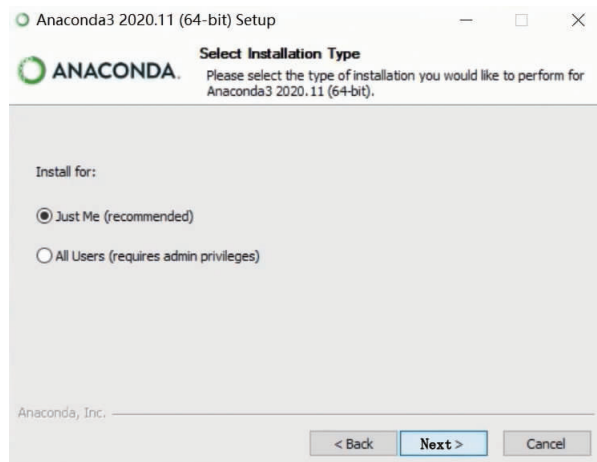 Anaconda3 2020.11 (64-bit) Setup
ANACONDA.
Select Installation Type
Please select the type of installation you would like to perform for
Anaconda3 2020.11 (64-bit).
Install for:
Just Me (recommended)
All Users (requires admin privileges)
Anaconda, Inc.
< Back
Next >
Cancel